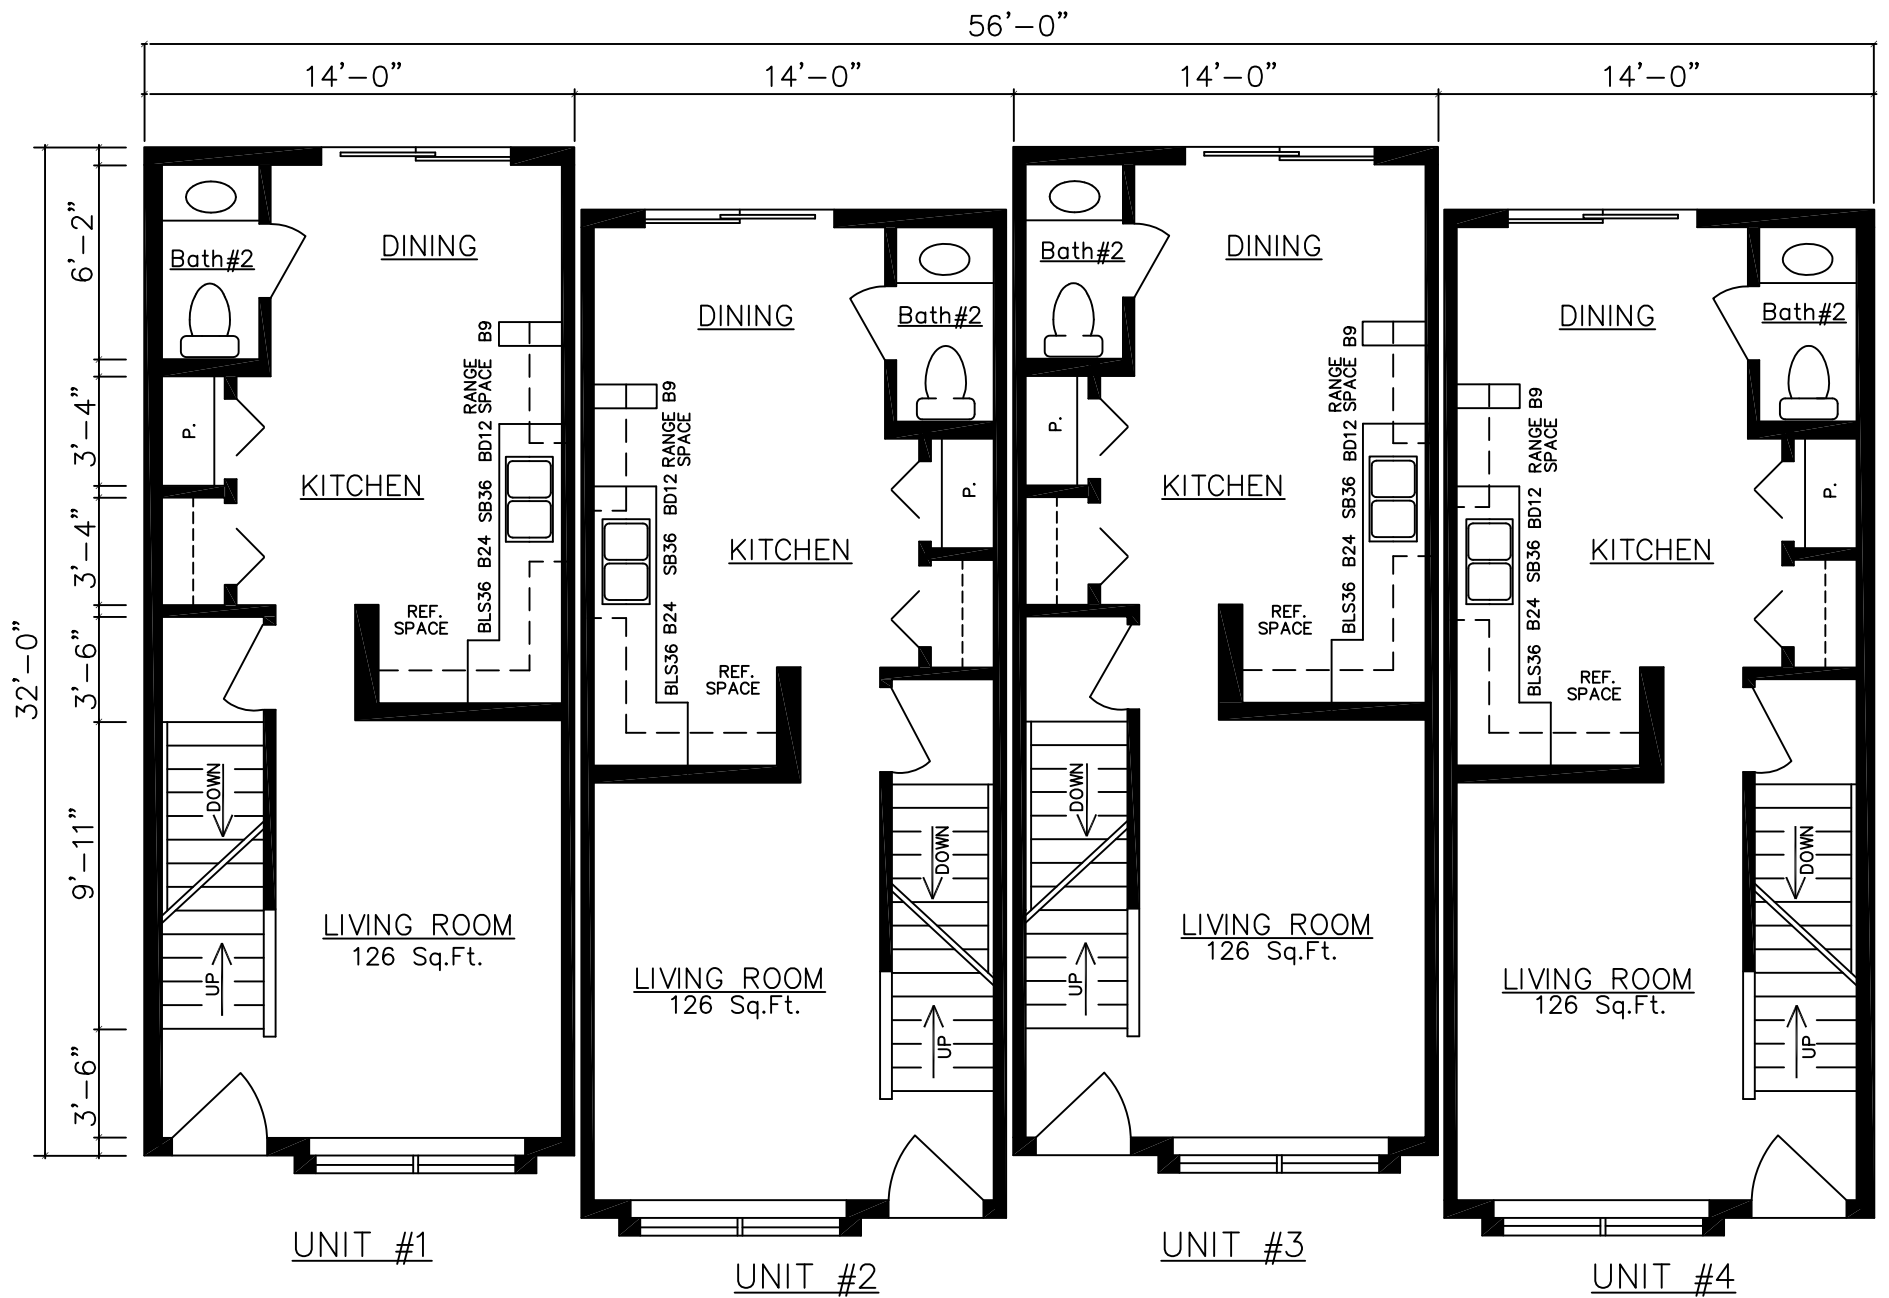 56'-0"
14'-0" 14'-0" 14'-0" 14'-0"
32'-0"
6'-2"
3'-4"
3'-4"
3'-6"
9'-11"
3'-6"
Bath#2
DINING
B9
RANGE
SPACE
BD12
SB36
B24
BLS36
P.
KITCHEN
REF.
SPACE
DOWN
UP
LIVING ROOM
126 Sq.Ft.
UNIT #1
DINING
Bath#2
B9
RANGE
SPACE
BD12
SB36
B24
BLS36
P.
KITCHEN
REF.
SPACE
DOWN
UP
LIVING ROOM
126 Sq.Ft.
UNIT #2
Bath#2
DINING
B9
RANGE
SPACE
BD12
SB36
B24
BLS36
P.
KITCHEN
REF.
SPACE
DOWN
UP
LIVING ROOM
126 Sq.Ft.
UNIT #3
DINING
Bath#2
B9
RANGE
SPACE
BD12
SB36
B24
BLS36
P.
KITCHEN
REF.
SPACE
DOWN
UP
LIVING ROOM
126 Sq.Ft.
UNIT #4